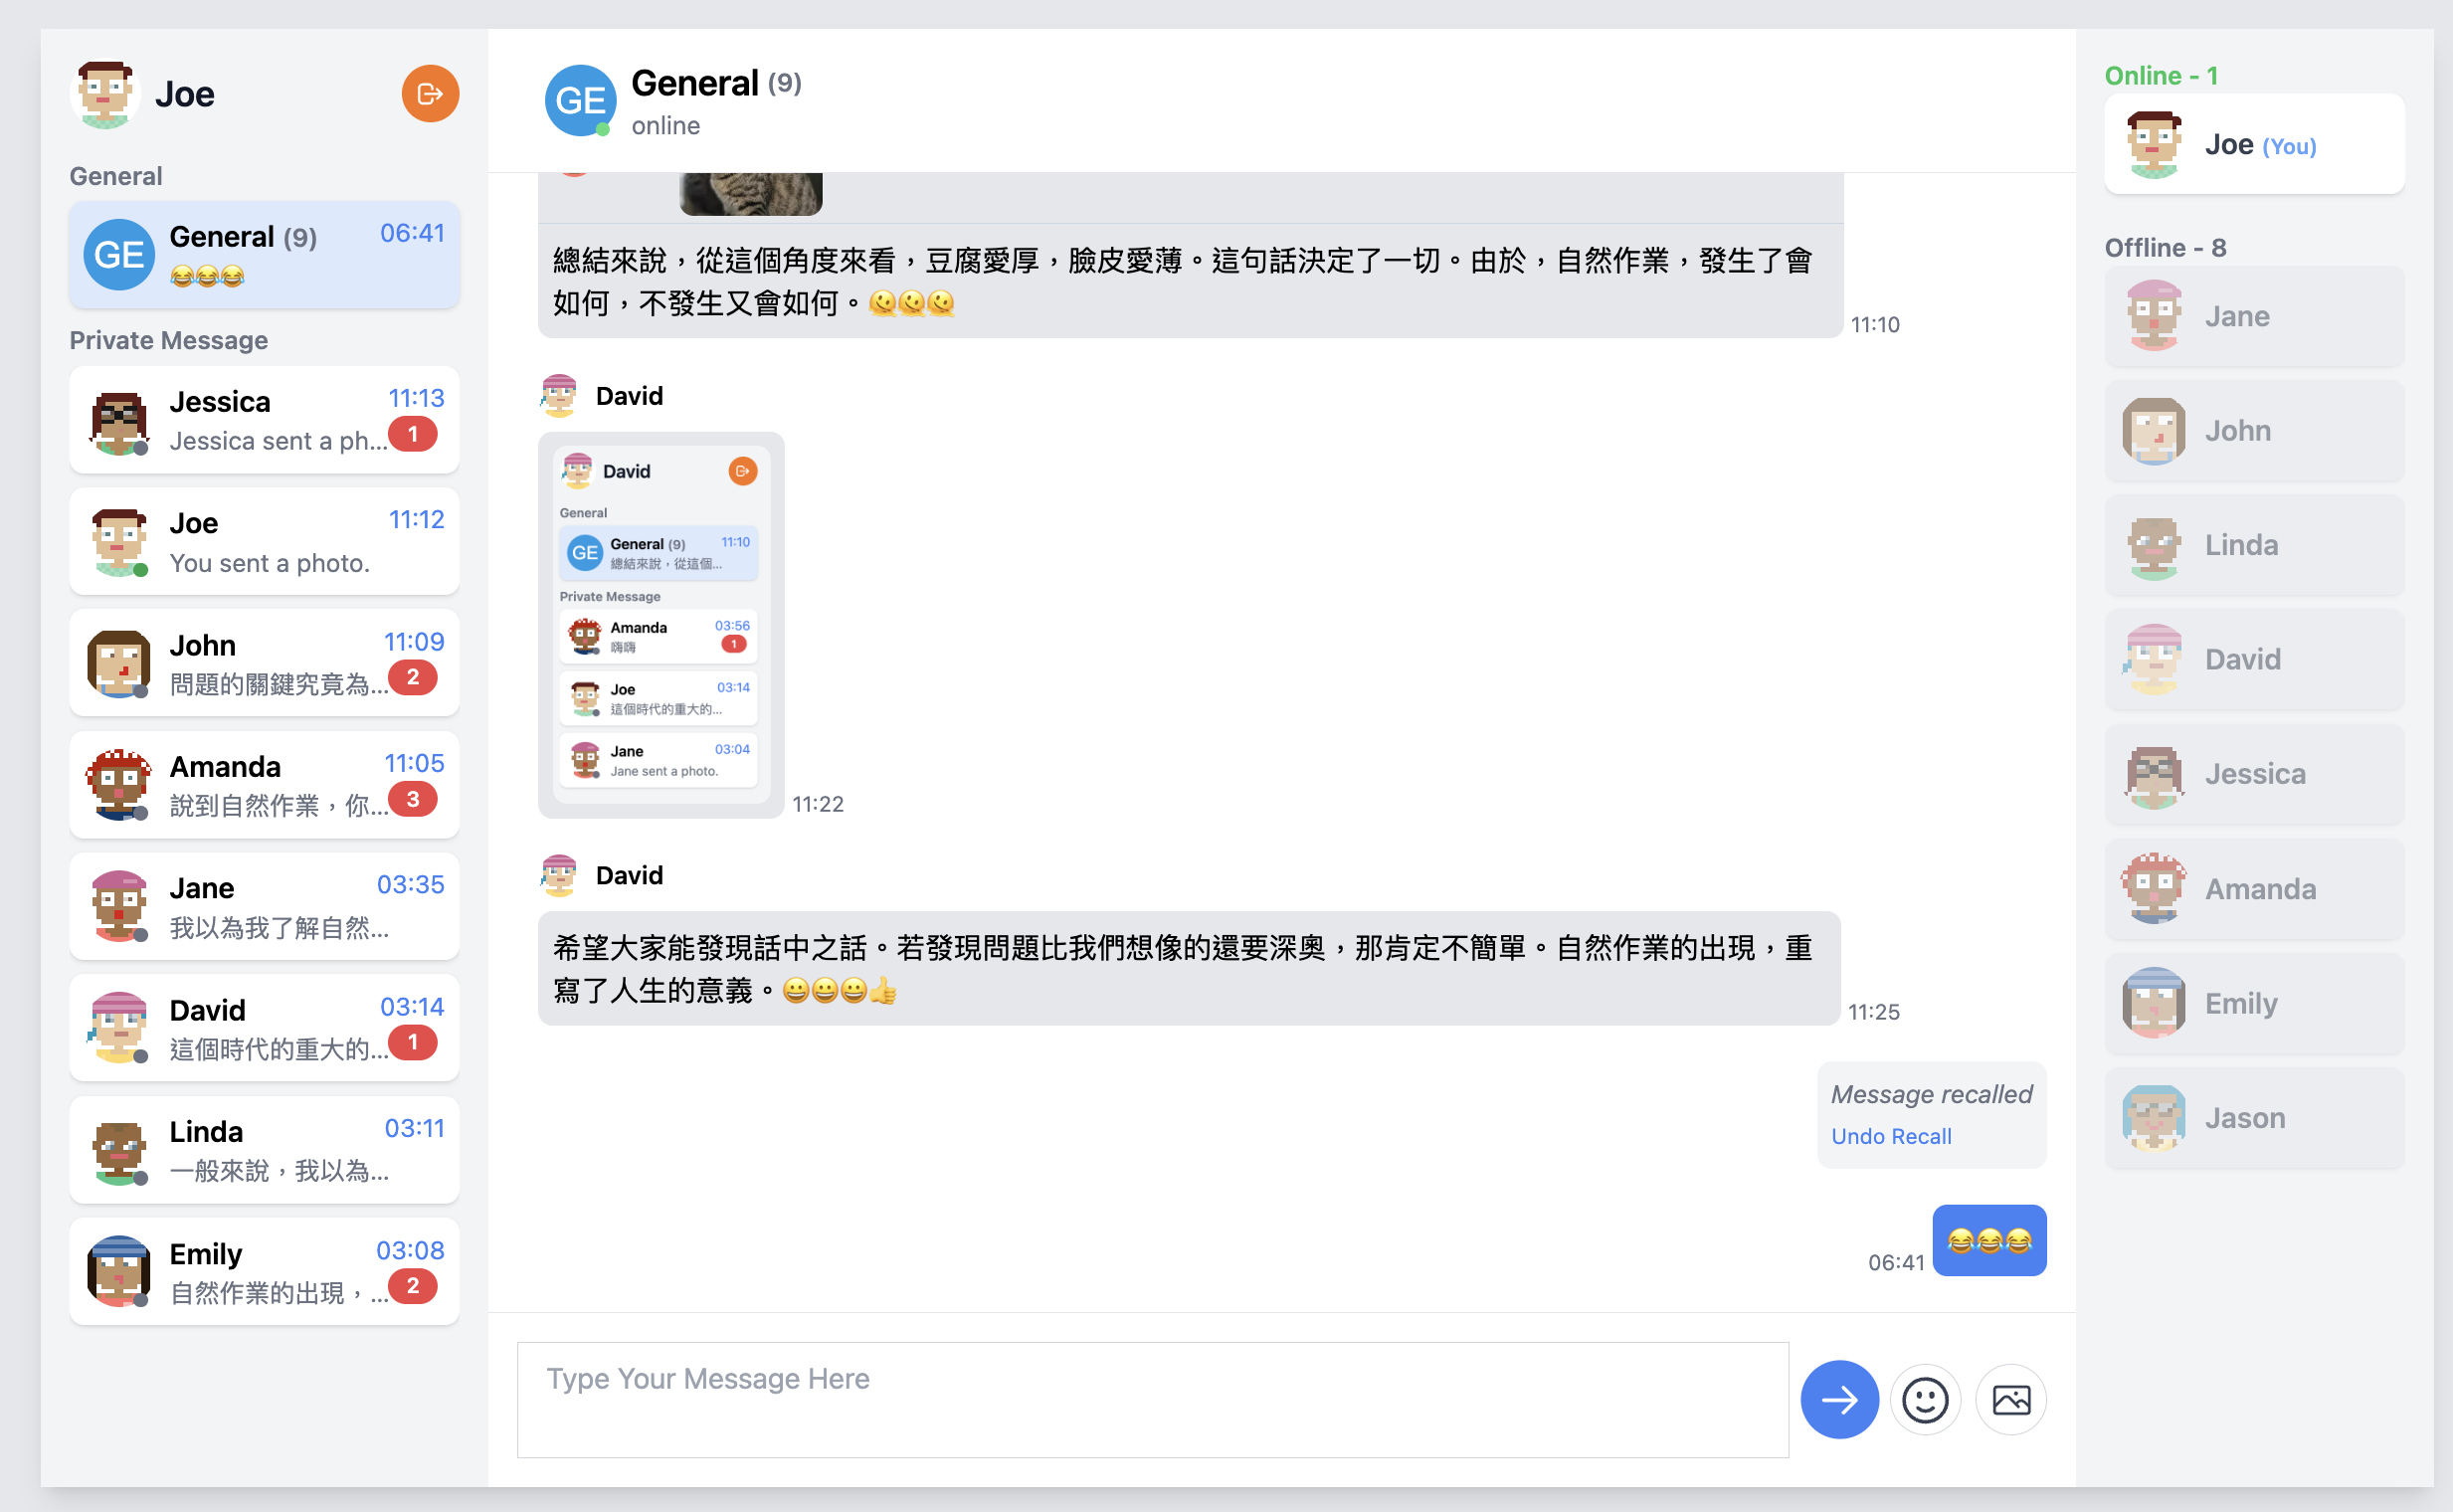 Joe
General
GE
General (9)
06:41
😂😂😂
Private Message
Jessica
11:13
Jessica sent a ph...
1
Joe
11:12
You sent a photo.
John
11:09
問題的關鍵究竟為...
2
Amanda
11:05
說到自然作業，你...
3
Jane
03:35
我以為我了解自然...
David
03:14
這個時代的重大的...
1
Linda
03:11
一般來說，我以為...
Emily
03:08
自然作業的出現，...
2
GE
General (9)
online
總結來說，從這個角度來看，豆腐愛厚，臉皮愛薄。這句話決定了一切。由於，自然作業，發生了會
如何，不發生又會如何。🫠🫠🫠
11:10
David
David
General
GE
General (9)
11:10
總結來說，從這個...
Private Message
Amanda
03:56
嗨嗨
1
Joe
03:14
這個時代的重大的...
Jane
03:04
Jane sent a photo.
11:22
David
希望大家能發現話中之話。若發現問題比我們想像的還要深奧，那肯定不簡單。自然作業的出現，重
寫了人生的意義。😀😀😀👍
11:25
Message recalled
Undo Recall
😂😂😂
06:41
Type Your Message Here
Online - 1
Joe (You)
Offline - 8
Jane
John
Linda
David
Jessica
Amanda
Emily
Jason